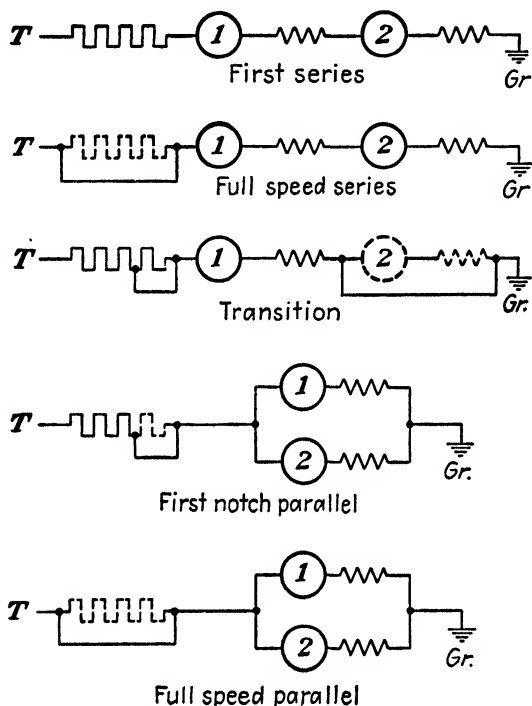 T 1 2 Gr
First series
T 1 2 Gr
Full speed series
T 1 2 Gr.
Transition
T 1 2 Gr.
First notch parallel
T 1 2 Gr.
Full speed parallel